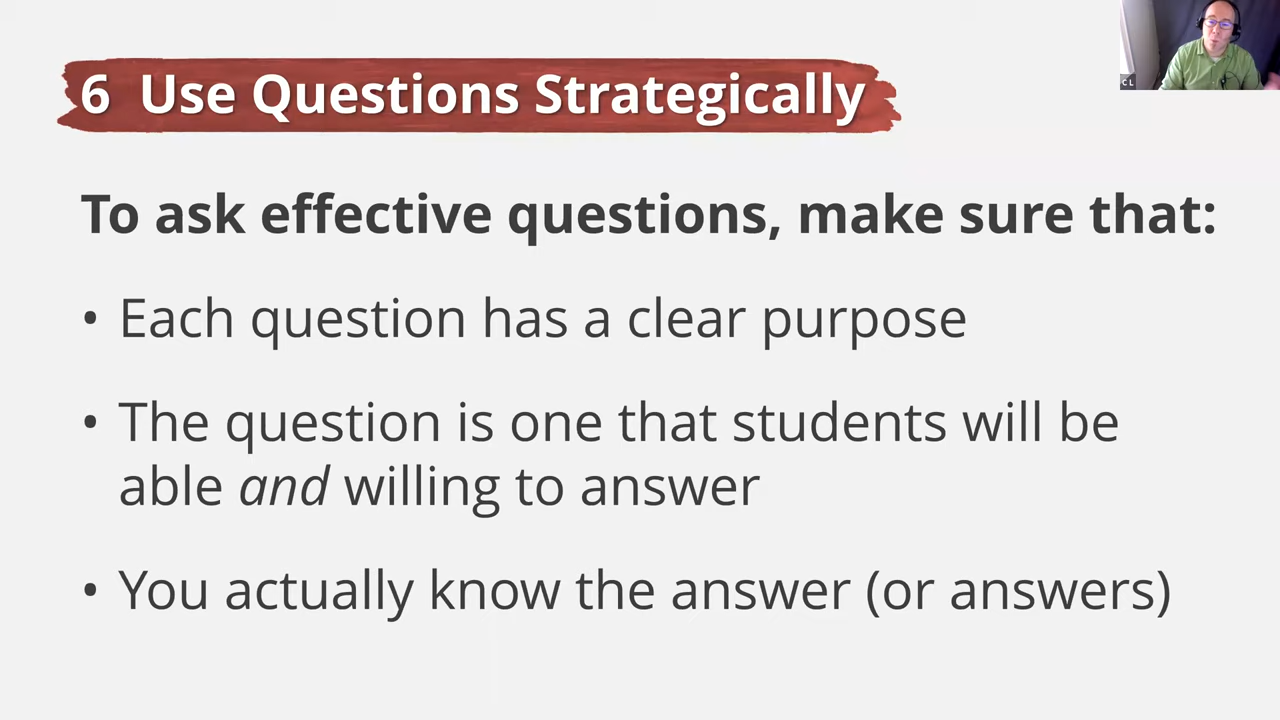 6 Use Questions Strategically
C L
To ask effective questions, make sure that:
• Each question has a clear purpose
• The question is one that students will be
able and willing to answer
• You actually know the answer (or answers)